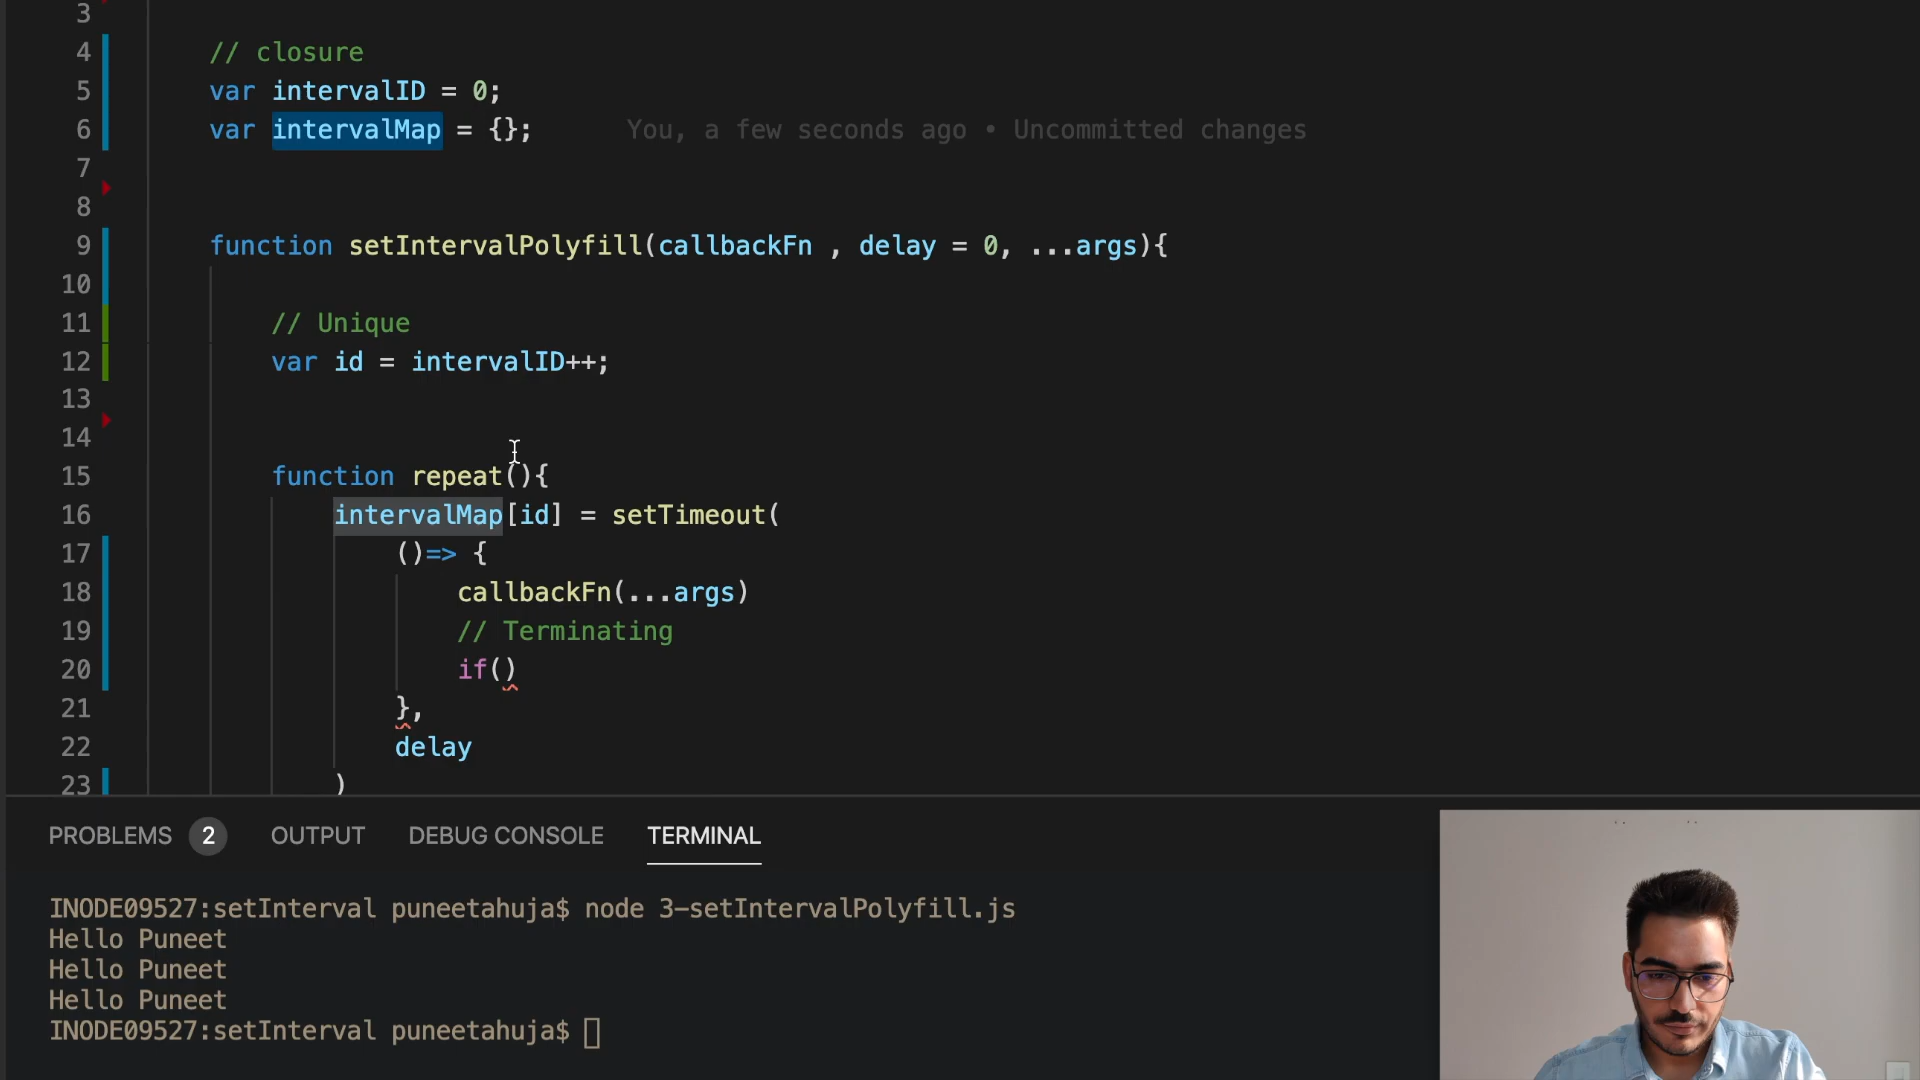 3
4 // closure
5 var intervalID = 0;
6 var intervalMap = {}; You, a few seconds ago • Uncommitted changes
7
8
9 function setIntervalPolyfill(callbackFn , delay = 0, ...args){
10
11 // Unique
12 var id = intervalID++;
13
14
15 function repeat(){
16 intervalMap[id] = setTimeout(
17 ()=> {
18 callbackFn(...args)
19 // Terminating
20 if()
21 },
22 delay
23 )
PROBLEMS 2 OUTPUT DEBUG CONSOLE TERMINAL
INODE09527:setInterval puneetahuja$ node 3-setIntervalPolyfill.js
Hello Puneet
Hello Puneet
Hello Puneet
INODE09527:setInterval puneetahuja$